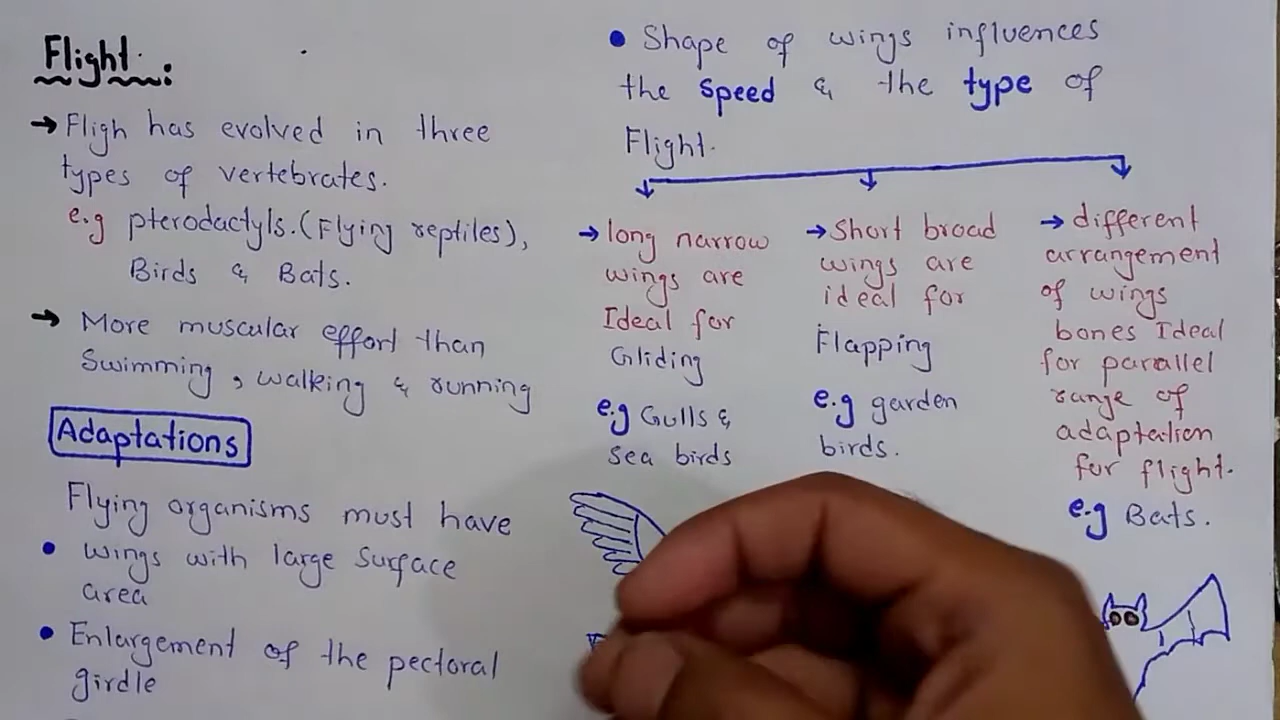 Flight:
→ Fligh has evolved in three
types of vertebrates.
e.g pterodactyls.(Flying reptiles),
Birds & Bats.
→ More muscular effort than
Swimming, walking & running
Adaptations
Flying organisms must have
• wings with large surface
area
• Enlargement of the pectoral
girdle
• Shape of wings influences
the speed & the type of
Flight.
→ long narrow
wings are
Ideal for
Gliding
e.g Gulls &
sea birds
→ Short broad
wings are
ideal for
Flapping
e.g garden
birds.
→ different
arrangement
of wings
bones Ideal
for parallel
range of
adaptation
for flight.
e.g Bats.